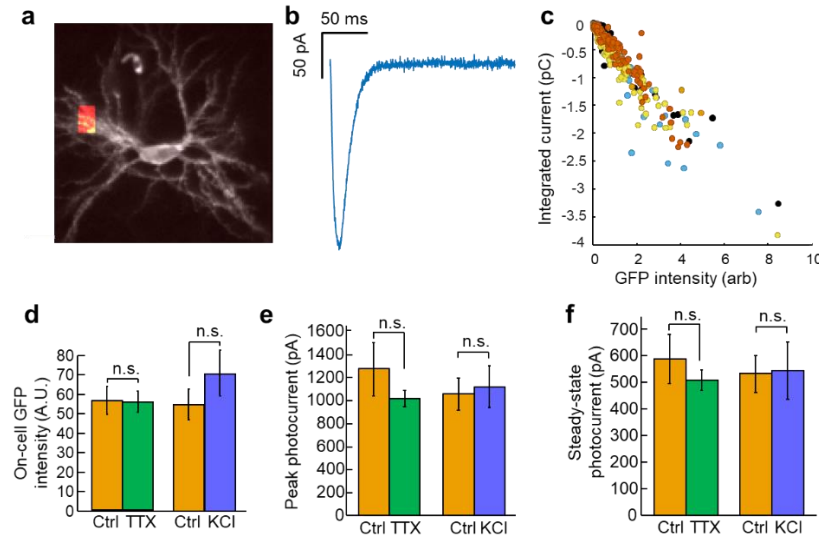 a
b
50 ms
50 pA
c
0
-0.5
-1
-1.5
-2
-2.5
-3
-3.5
-4
0 2 4 6 8 10
Integrated current (pC)
GFP intensity (arb)
d
n.s.
n.s.
80
70
60
50
40
30
20
10
0
On-cell GFP
intensity (A.U.)
Ctrl TTX Ctrl KCl
e
n.s.
n.s.
1600
1400
1200
1000
800
600
400
200
0
Peak photocurrent (pA)
Ctrl TTX Ctrl KCl
f
n.s.
n.s.
700
600
500
400
300
200
100
0
Steady-state
photocurrent (pA)
Ctrl TTX Ctrl KCl